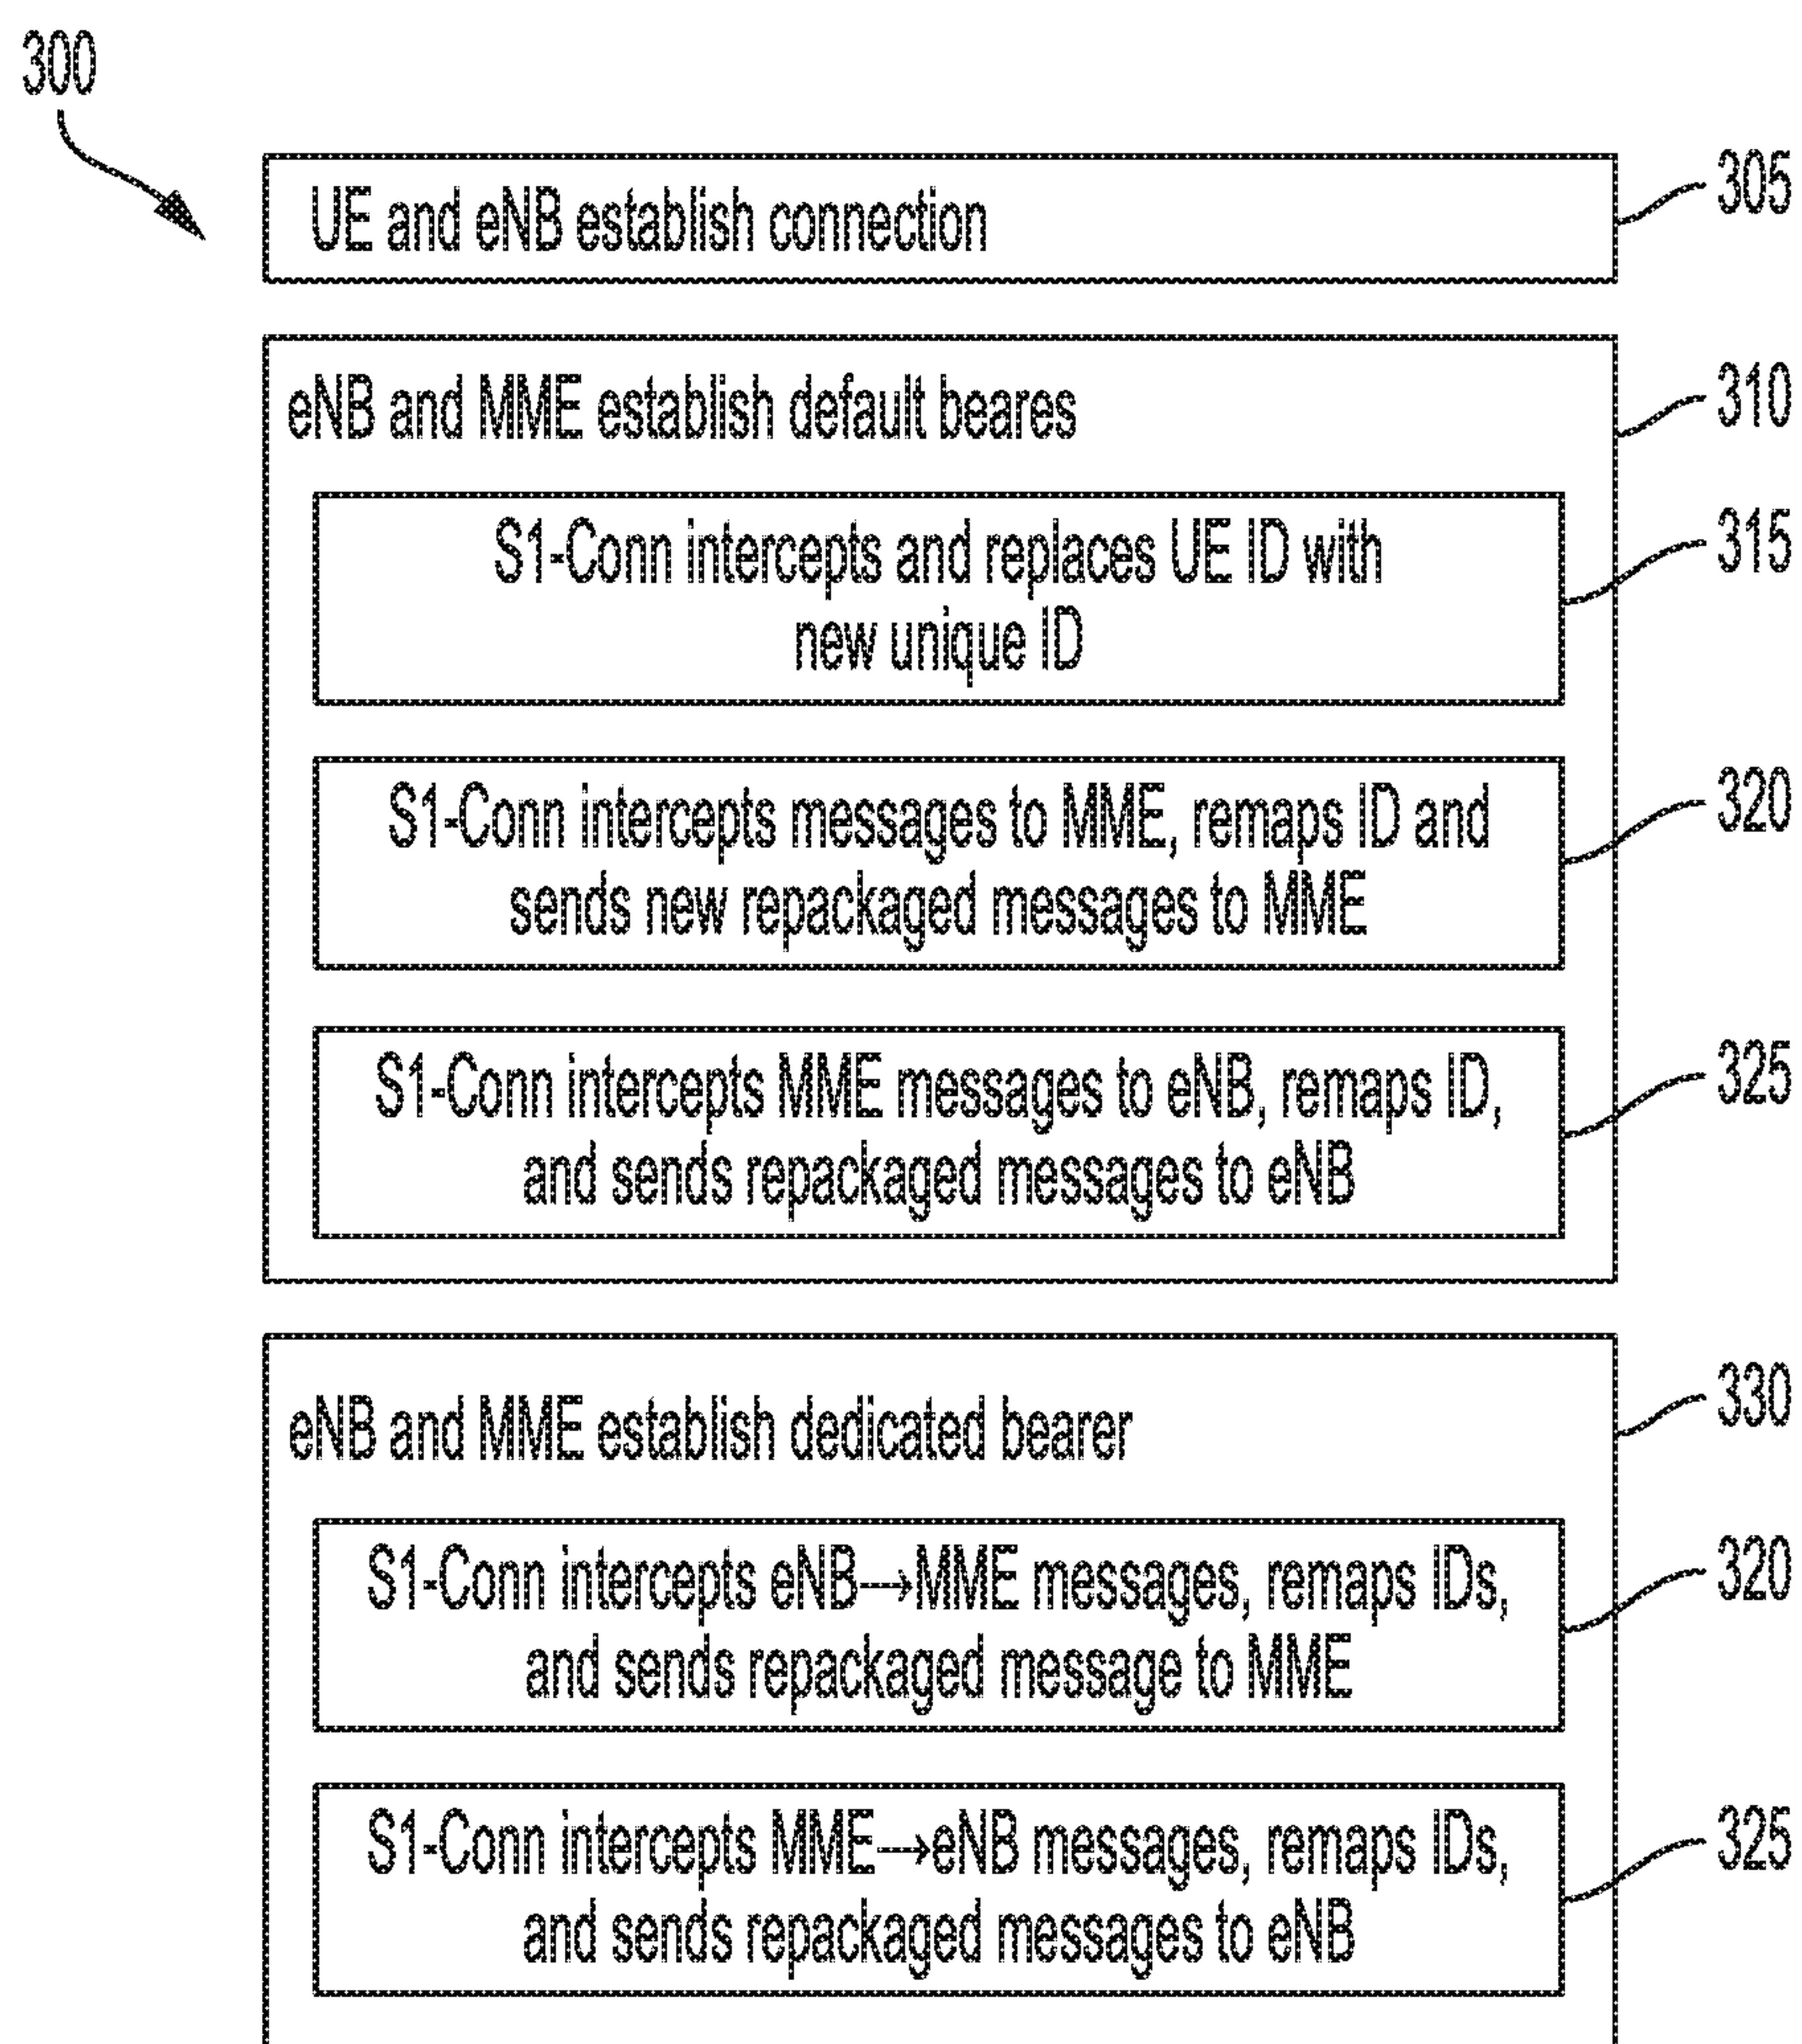 300
UE and eNB establish connection
305
eNB and MME establish default beares
310
S1-Conn intercepts and replaces UE ID with
new unique ID
315
S1-Conn intercepts messages to MME, remaps ID and
sends new repackaged messages to MME
320
S1-Conn intercepts MME messages to eNB, remaps ID,
and sends repackaged messages to eNB
325
eNB and MME establish dedicated bearer
330
S1-Conn intercepts eNB→MME messages, remaps IDs,
and sends repackaged message to MME
320
S1-Conn intercepts MME→eNB messages, remaps IDs,
and sends repackaged messages to eNB
325